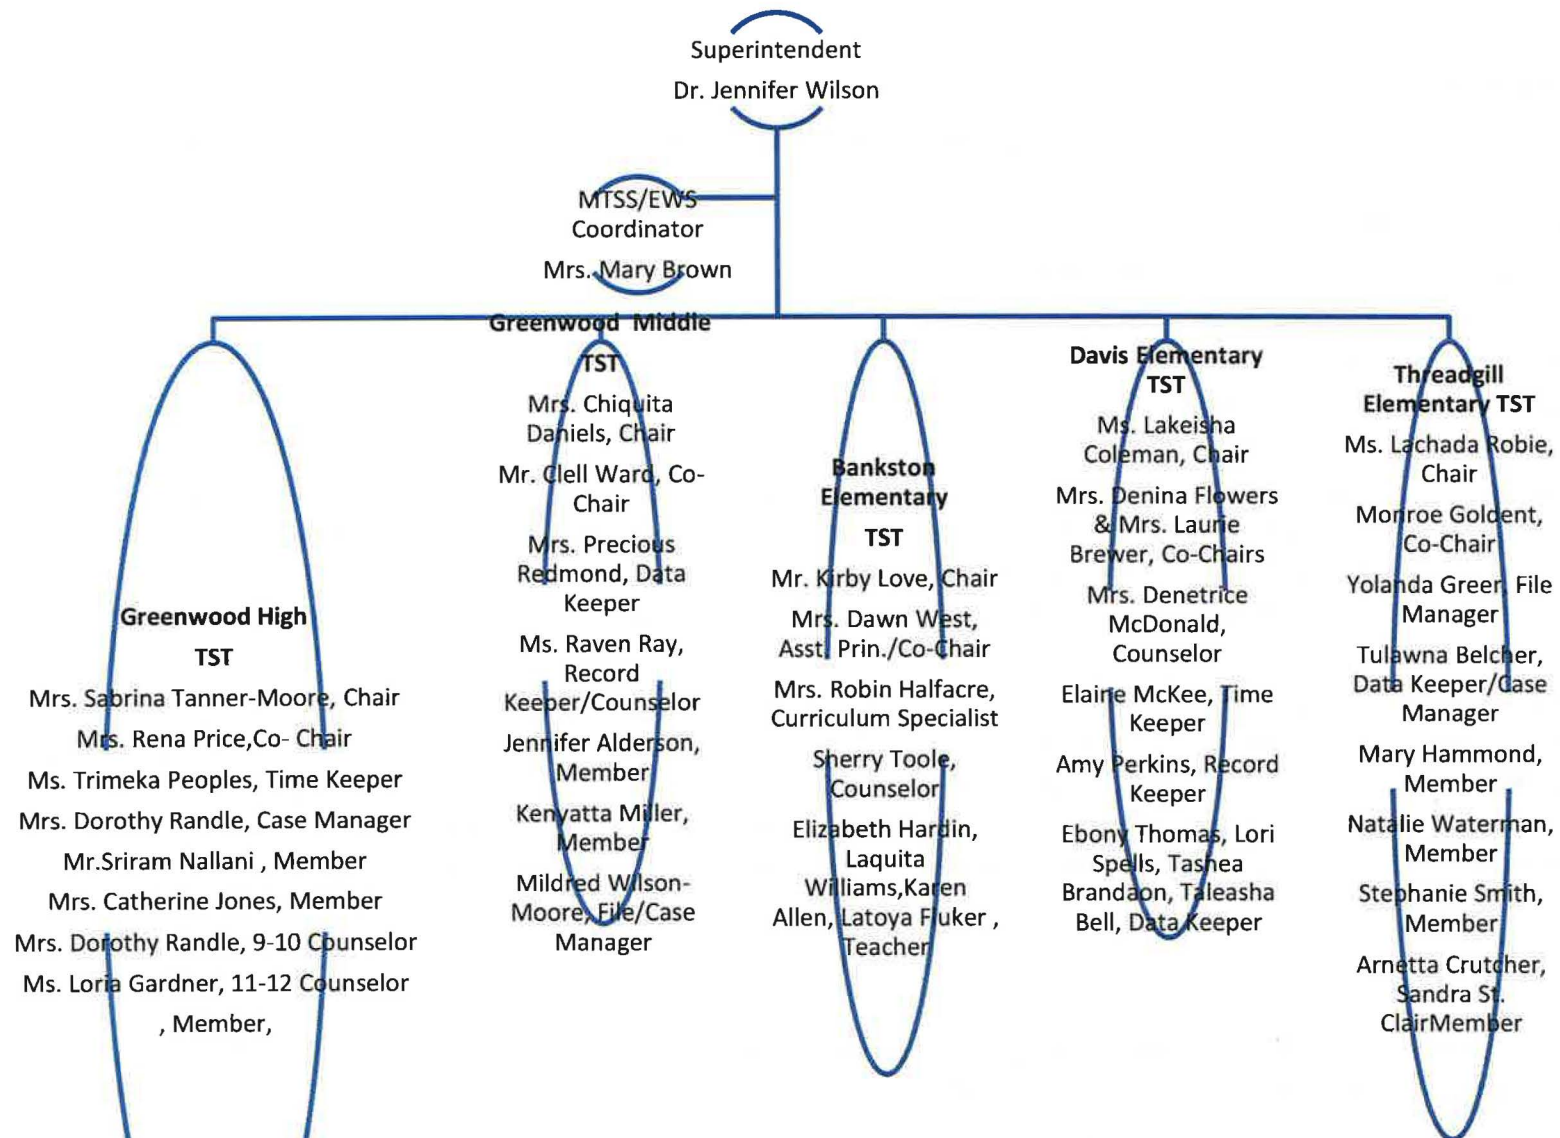 Superintendent
Dr. Jennifer Wilson
MTSS/EWS
Coordinator
Mrs. Mary Brown
Greenwood High
TST
Mrs. Sabrina Tanner-Moore, Chair
Mrs. Rena Price,Co- Chair
Ms. Trimeka Peoples, Time Keeper
Mrs. Dorothy Randle, Case Manager
Mr.Sriram Nallani , Member
Mrs. Catherine Jones, Member
Mrs. Dorothy Randle, 9-10 Counselor
Ms. Loria Gardner, 11-12 Counselor
, Member,
Greenwood Middle
TST
Mrs. Chiquita
Daniels, Chair
Mr. Clell Ward, Co-
Chair
Mrs. Precious
Redmond, Data
Keeper
Ms. Raven Ray,
Record
Keeper/Counselor
Jennifer Alderson,
Member
Kenyatta Miller,
Member
Mildred Wilson-
Moore, File/Case
Manager
Bankston
Elementary
TST
Mr. Kirby Love, Chair
Mrs. Dawn West,
Asst. Prin./Co-Chair
Mrs. Robin Halfacre,
Curriculum Specialist
Sherry Toole,
Counselor
Elizabeth Hardin,
Laquita
Williams,Karen
Allen, Latoya Fluker ,
Teacher
Davis Elementary
TST
Ms. Lakeisha
Coleman, Chair
Mrs. Denina Flowers
& Mrs. Laurie
Brewer, Co-Chairs
Mrs. Denetrice
McDonald,
Counselor
Elaine McKee, Time
Keeper
Amy Perkins, Record
Keeper
Ebony Thomas, Lori
Spells, Tashea
Brandaon, Taleasha
Bell, Data Keeper
Threadgill
Elementary TST
Ms. Lachada Robie,
Chair
Monroe Goldent,
Co-Chair
Yolanda Greer, File
Manager
Tulawna Belcher,
Data Keeper/Case
Manager
Mary Hammond,
Member
Natalie Waterman,
Member
Stephanie Smith,
Member
Arnetta Crutcher,
Sandra St.
ClairMember